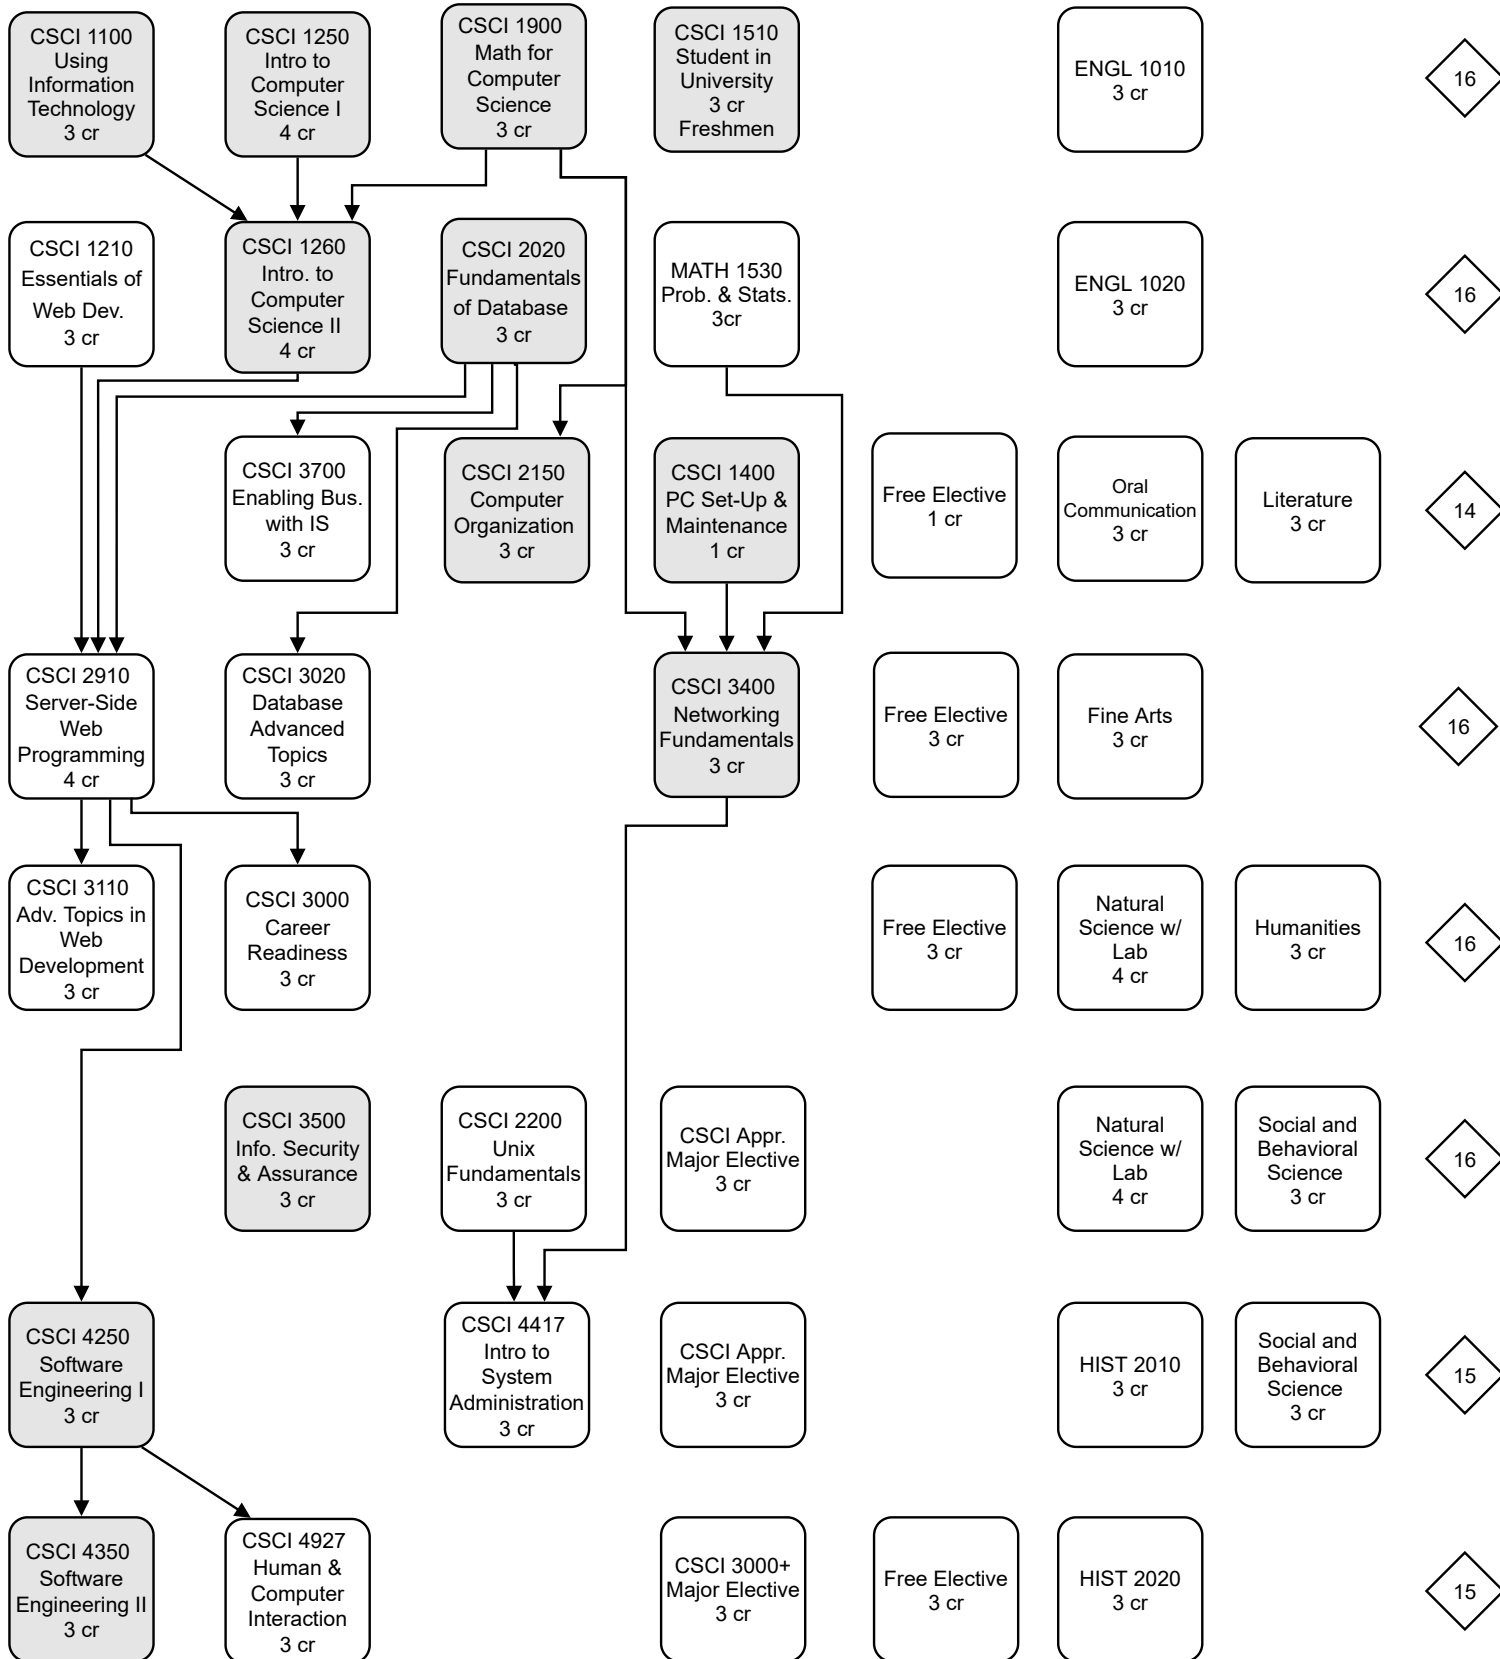 CSCI 1100
Using
Information
Technology
3 cr
CSCI 1250
Intro to
Computer
Science I
4 cr
CSCI 1900
Math for
Computer
Science
3 cr
CSCI 1510
Student in
University
3 cr
Freshmen
ENGL 1010
3 cr
16
CSCI 1210
Essentials of
Web Dev.
3 cr
CSCI 1260
Intro. to
Computer
Science II
4 cr
CSCI 2020
Fundamentals
of Database
3 cr
MATH 1530
Prob. & Stats.
3cr
ENGL 1020
3 cr
16
CSCI 3700
Enabling Bus.
with IS
3 cr
CSCI 2150
Computer
Organization
3 cr
CSCI 1400
PC Set-Up &
Maintenance
1 cr
Free Elective
1 cr
Oral
Communication
3 cr
Literature
3 cr
14
CSCI 2910
Server-Side
Web
Programming
4 cr
CSCI 3020
Database
Advanced
Topics
3 cr
CSCI 3400
Networking
Fundamentals
3 cr
Free Elective
3 cr
Fine Arts
3 cr
16
CSCI 3110
Adv. Topics in
Web
Development
3 cr
CSCI 3000
Career
Readiness
3 cr
Free Elective
3 cr
Natural
Science w/
Lab
4 cr
Humanities
3 cr
16
CSCI 3500
Info. Security
& Assurance
3 cr
CSCI 2200
Unix
Fundamentals
3 cr
CSCI Appr.
Major Elective
3 cr
Natural
Science w/
Lab
4 cr
Social and
Behavioral
Science
3 cr
16
CSCI 4250
Software
Engineering I
3 cr
CSCI 4417
Intro to
System
Administration
3 cr
CSCI Appr.
Major Elective
3 cr
HIST 2010
3 cr
Social and
Behavioral
Science
3 cr
15
CSCI 4350
Software
Engineering II
3 cr
CSCI 4927
Human &
Computer
Interaction
3 cr
CSCI 3000+
Major Elective
3 cr
Free Elective
3 cr
HIST 2020
3 cr
15